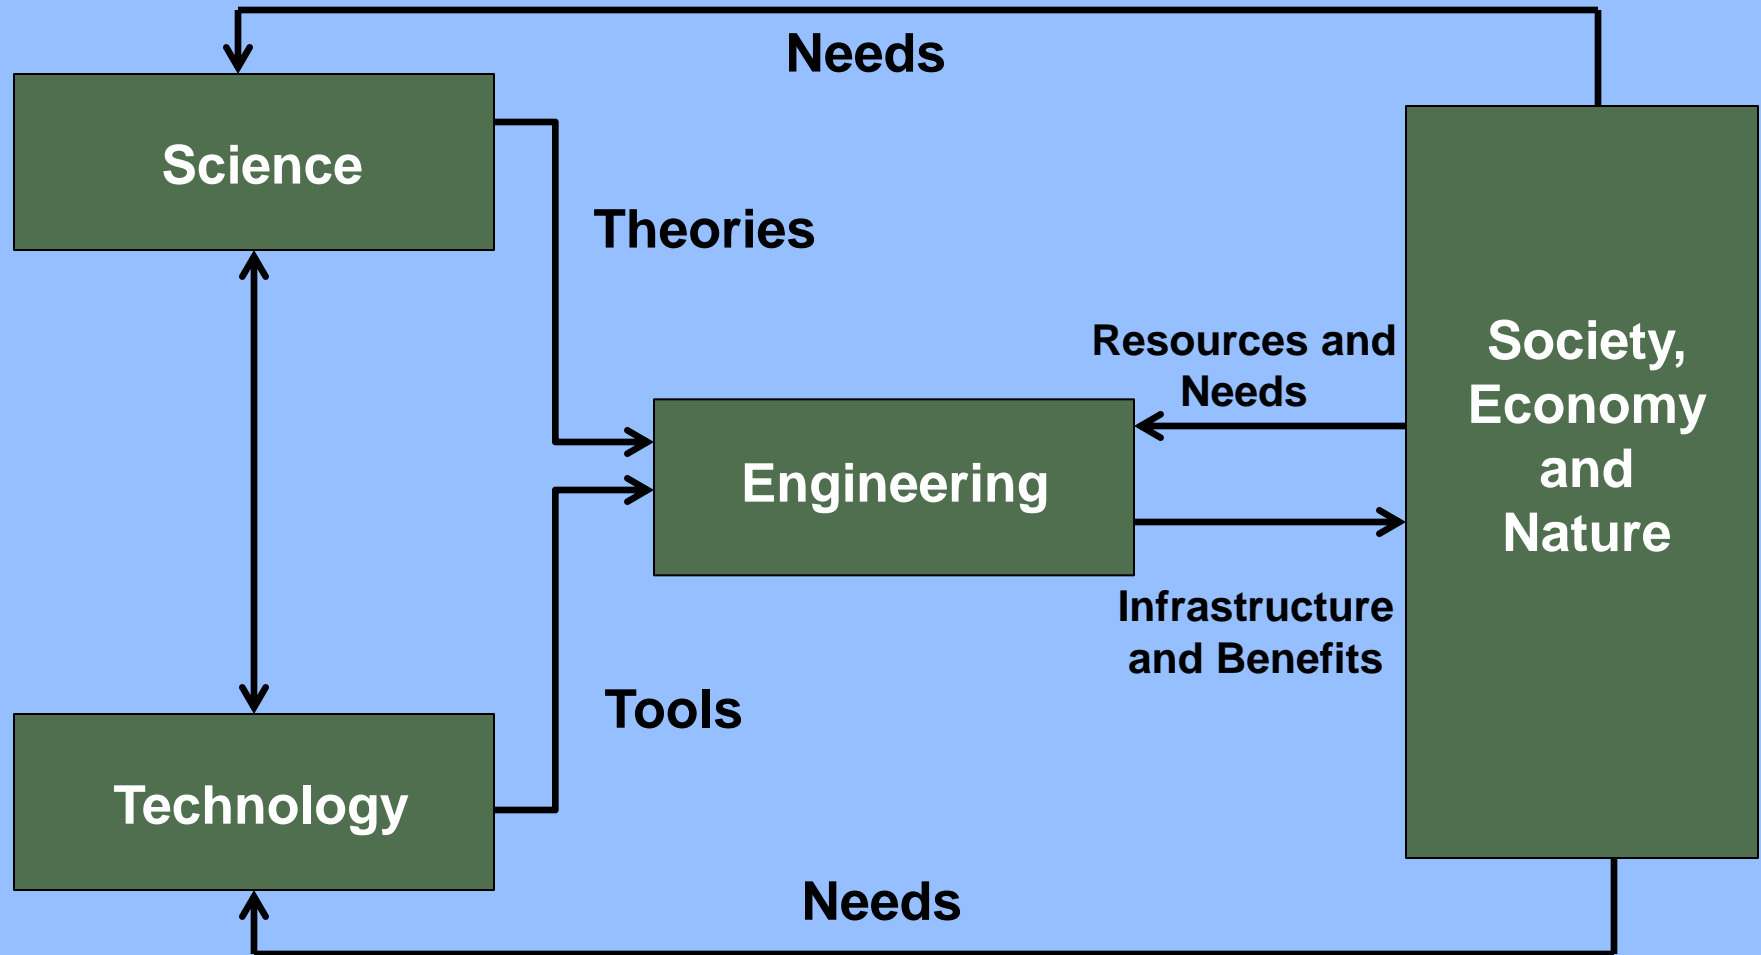 Needs
Science
Theories
Resources and
Needs
Society,
Economy
and
Nature
Engineering
Infrastructure
and Benefits
Tools
Technology
Needs